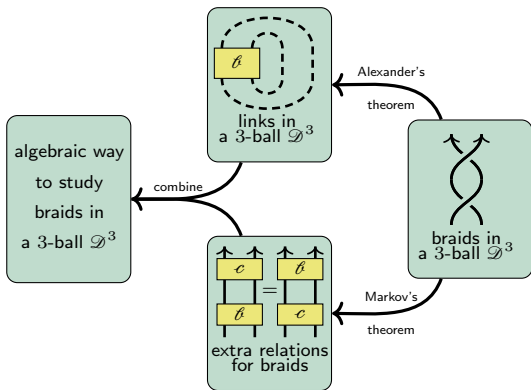 𝒷
links in
a 3-ball 𝒟³
Alexander's
theorem
algebraic way
to study
braids in
a 3-ball 𝒟³
combine
braids in
a 3-ball 𝒟³
𝒸 𝒷
=
𝒷 𝒸
extra relations
for braids
Markov's
theorem